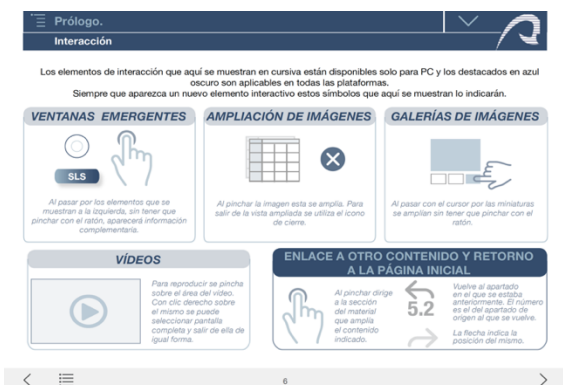 Prólogo.
Interacción
Los elementos de interacción que aquí se muestran en cursiva están disponibles solo para PC y los destacados en azul
oscuro son aplicables en todas las plataformas.
Siempre que aparezca un nuevo elemento interactivo estos símbolos que aquí se muestran lo indicarán.
VENTANAS EMERGENTES
SLS
Al pasar por los elementos que se
muestran a la izquierda, sin tener que
pinchar con el ratón, aparecerá información
complementaria.
AMPLIACIÓN DE IMÁGENES
Al pinchar la imagen esta se amplia. Para
salir de la vista ampliada se utiliza el icono
de cierre.
GALERÍAS DE IMÁGENES
Al pasar con el cursor por las miniaturas
se amplían sin tener que pinchar con el
ratón.
VÍDEOS
Para reproducir se pincha
sobre el área del vídeo.
Con clic derecho sobre
el mismo se puede
seleccionar pantalla
completa y salir de ella de
igual forma.
ENLACE A OTRO CONTENIDO Y RETORNO
A LA PÁGINA INICIAL
Al pinchar dirige
a la sección
del material
que amplia
el contenido
indicado.
5.2
Vuelve al apartado
en el que se estaba
anteriormente. El número
es el del apartado de
origen al que se vuelve.
La flecha indica la
posición del mismo.
6